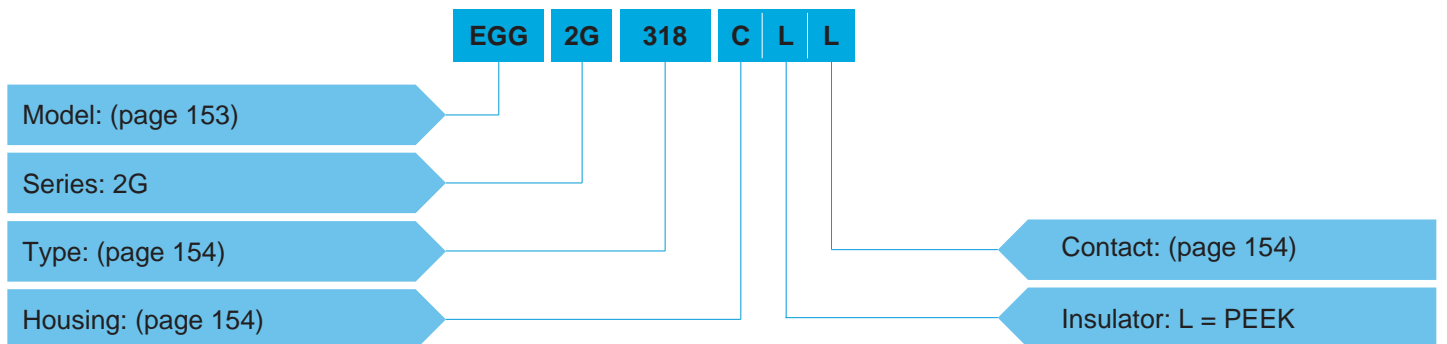 EGG 2G 318 C L L
Model: (page 153)
Series: 2G
Type: (page 154)
Housing: (page 154)
Contact: (page 154)
Insulator: L = PEEK